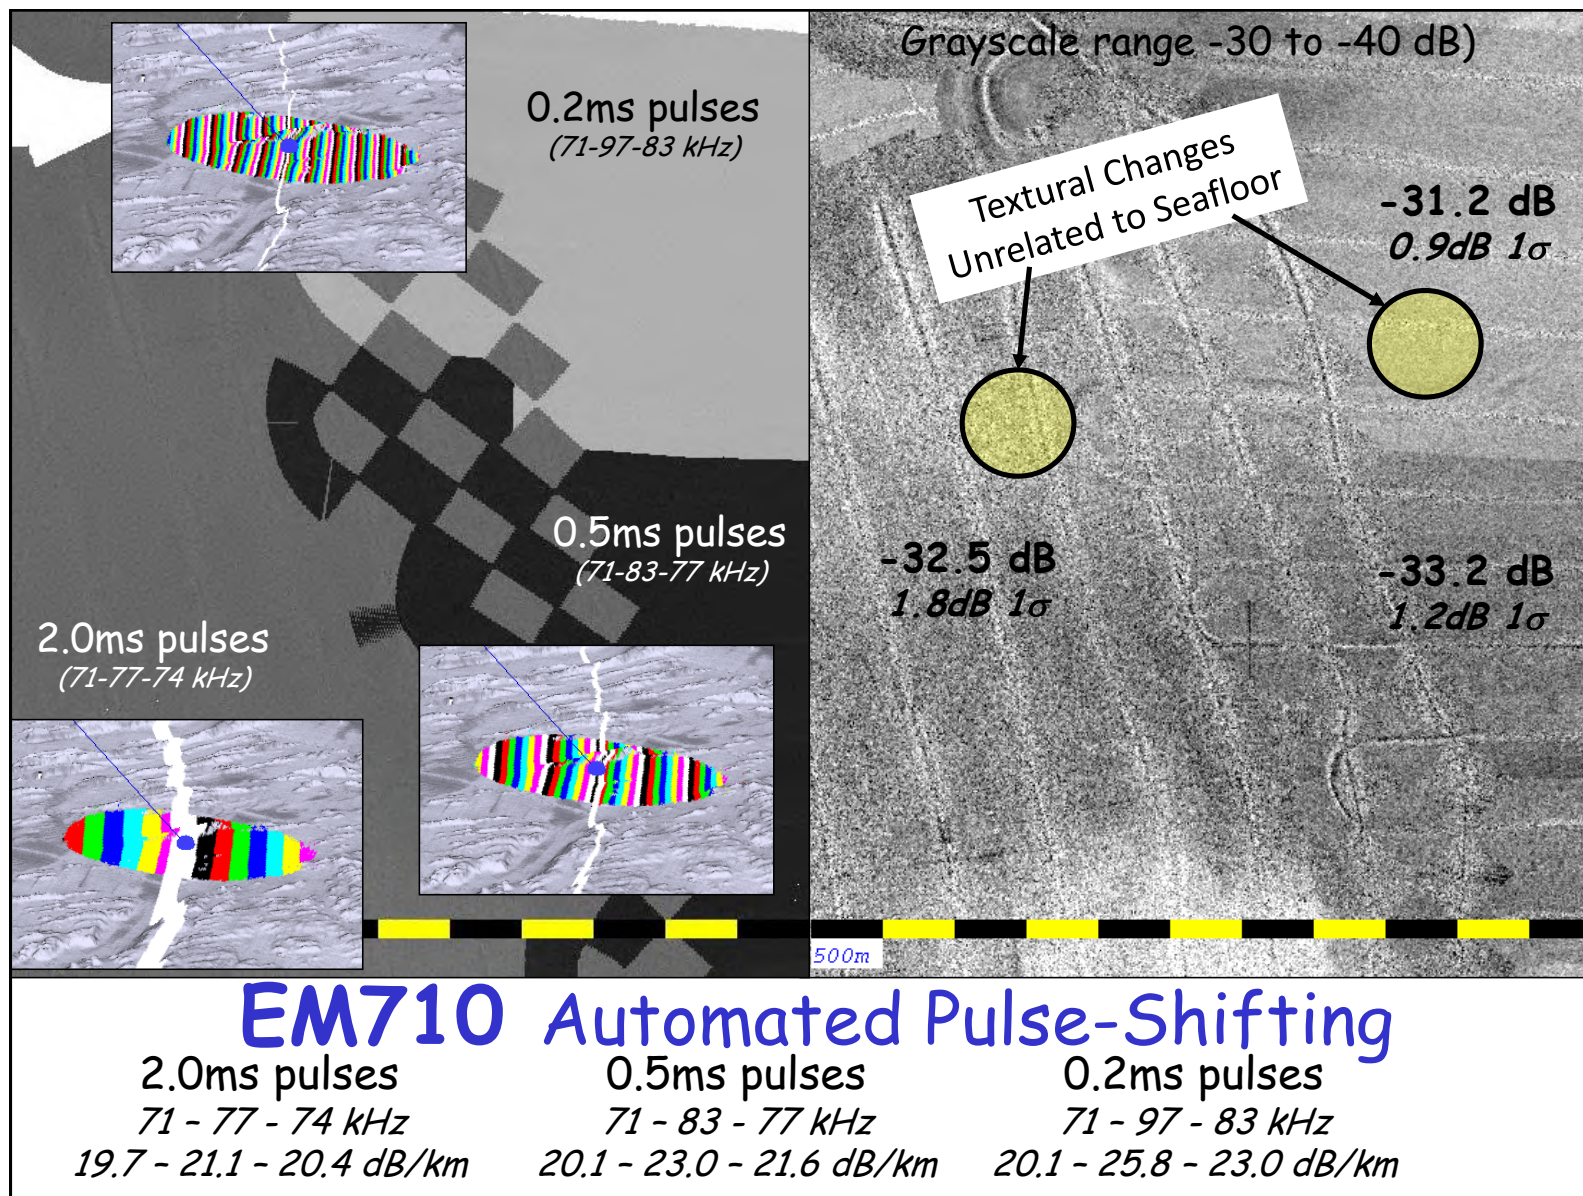 0.2ms pulses
(71-97-83 kHz)
0.5ms pulses
(71-83-77 kHz)
2.0ms pulses
(71-77-74 kHz)
Grayscale range -30 to -40 dB)
Textural Changes
Unrelated to Seafloor
-31.2 dB
0.9dB 1σ
-32.5 dB
1.8dB 1σ
-33.2 dB
1.2dB 1σ
500m
EM710 Automated Pulse-Shifting
2.0ms pulses
71 – 77 - 74 kHz
19.7 – 21.1 – 20.4 dB/km
0.5ms pulses
71 – 83 - 77 kHz
20.1 – 23.0 – 21.6 dB/km
0.2ms pulses
71 – 97 - 83 kHz
20.1 – 25.8 – 23.0 dB/km